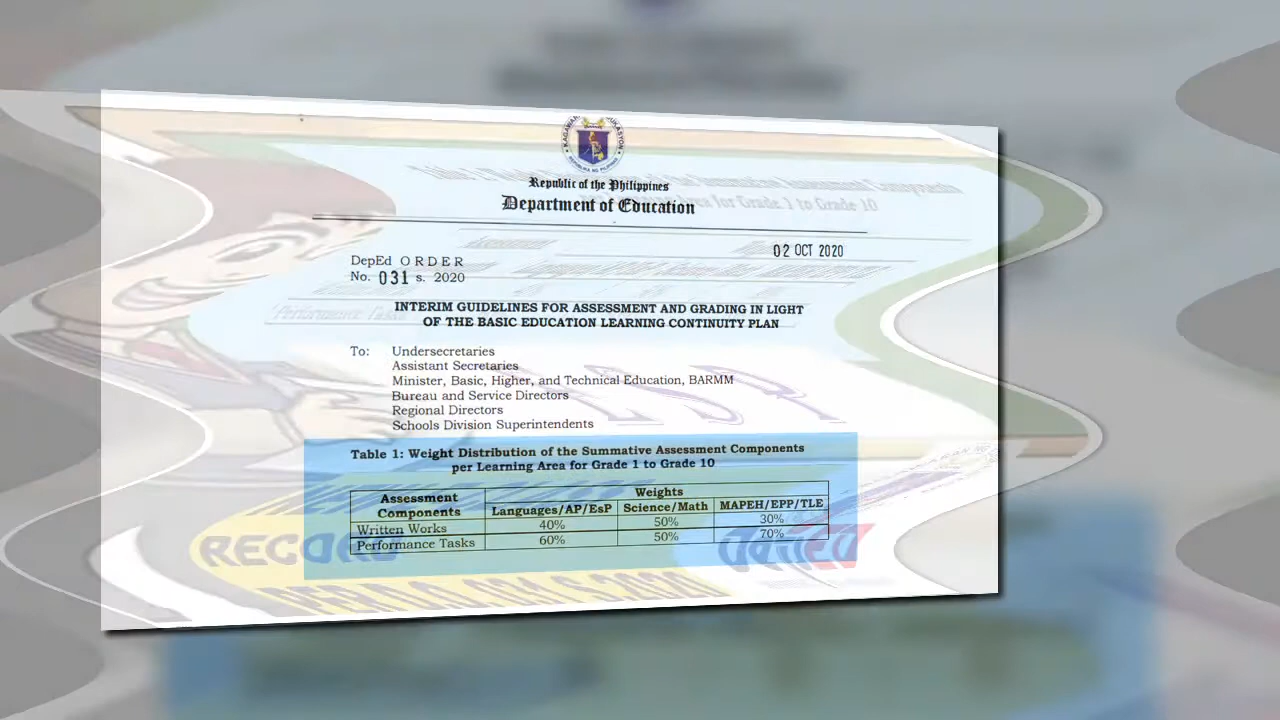 Republic of the Philippines
Department of Education
02 OCT 2020
DepEd ORDER
No. 031 s. 2020
INTERIM GUIDELINES FOR ASSESSMENT AND GRADING IN LIGHT
OF THE BASIC EDUCATION LEARNING CONTINUITY PLAN
To: Undersecretaries
Assistant Secretaries
Minister, Basic, Higher, and Technical Education, BARMM
Bureau and Service Directors
Regional Directors
Schools Division Superintendents
Table 1: Weight Distribution of the Summative Assessment Components
per Learning Area for Grade 1 to Grade 10
Assessment Components Weights
Languages/AP/EsP Science/Math MAPEH/EPP/TLE
Written Works 40% 50% 30%
Performance Tasks 60% 50% 70%
RECORD
DEPED